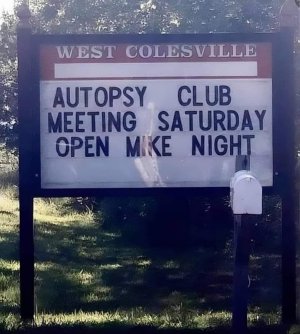 WEST COLESVILLE
AUTOPSY CLUB
MEETING SATURDAY
OPEN MIKE NIGHT